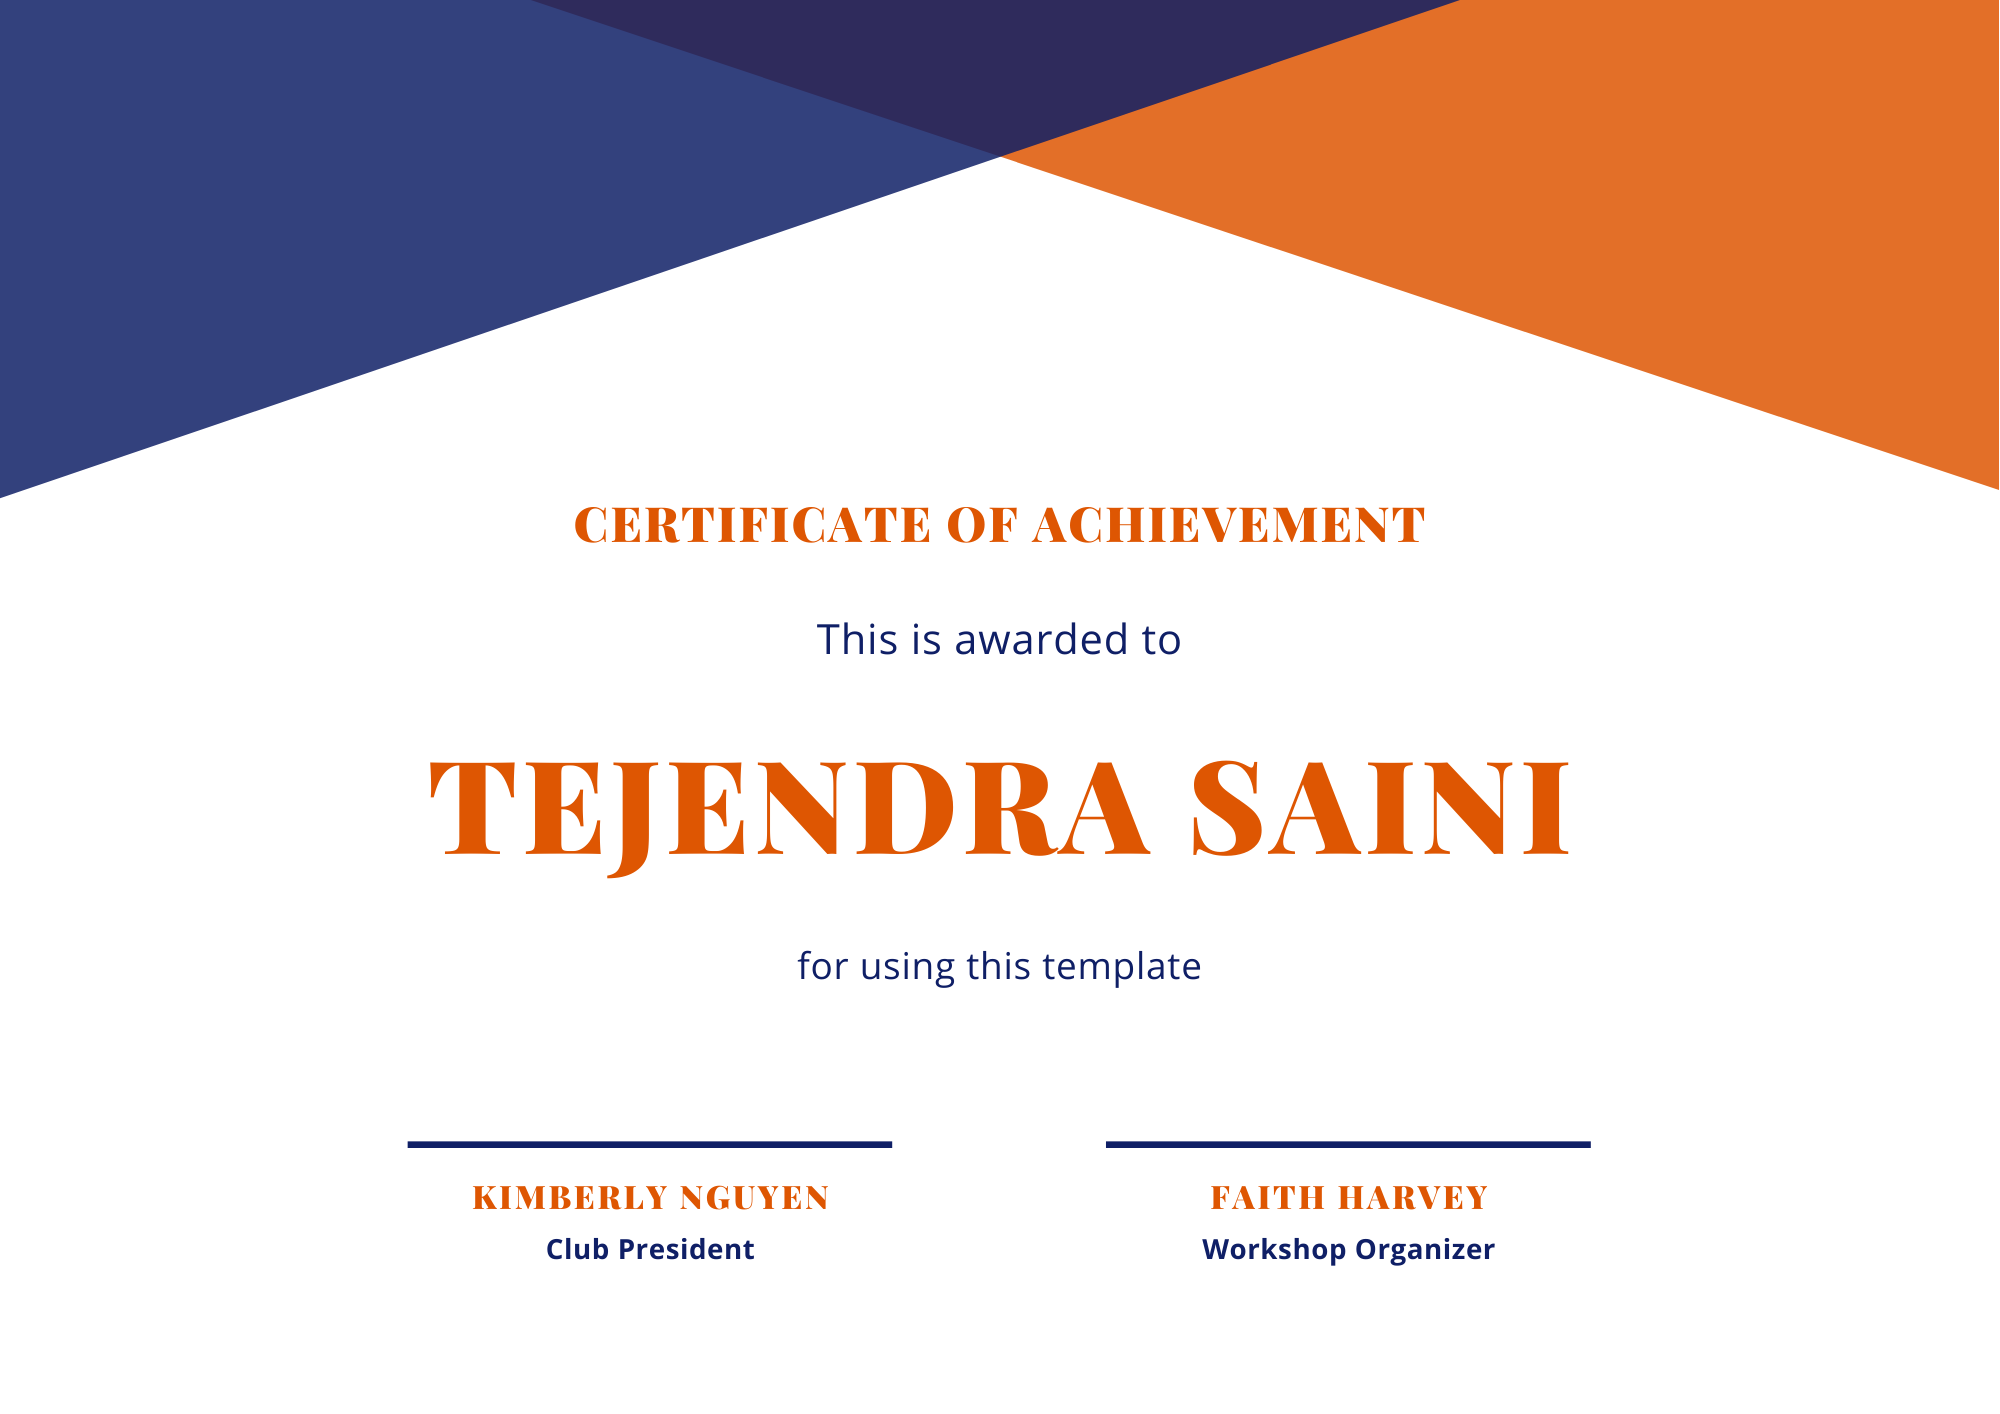 CERTIFICATE OF ACHIEVEMENT
This is awarded to
TEJENDRA SAINI
for using this template
KIMBERLY NGUYEN
Club President
FAITH HARVEY
Workshop Organizer